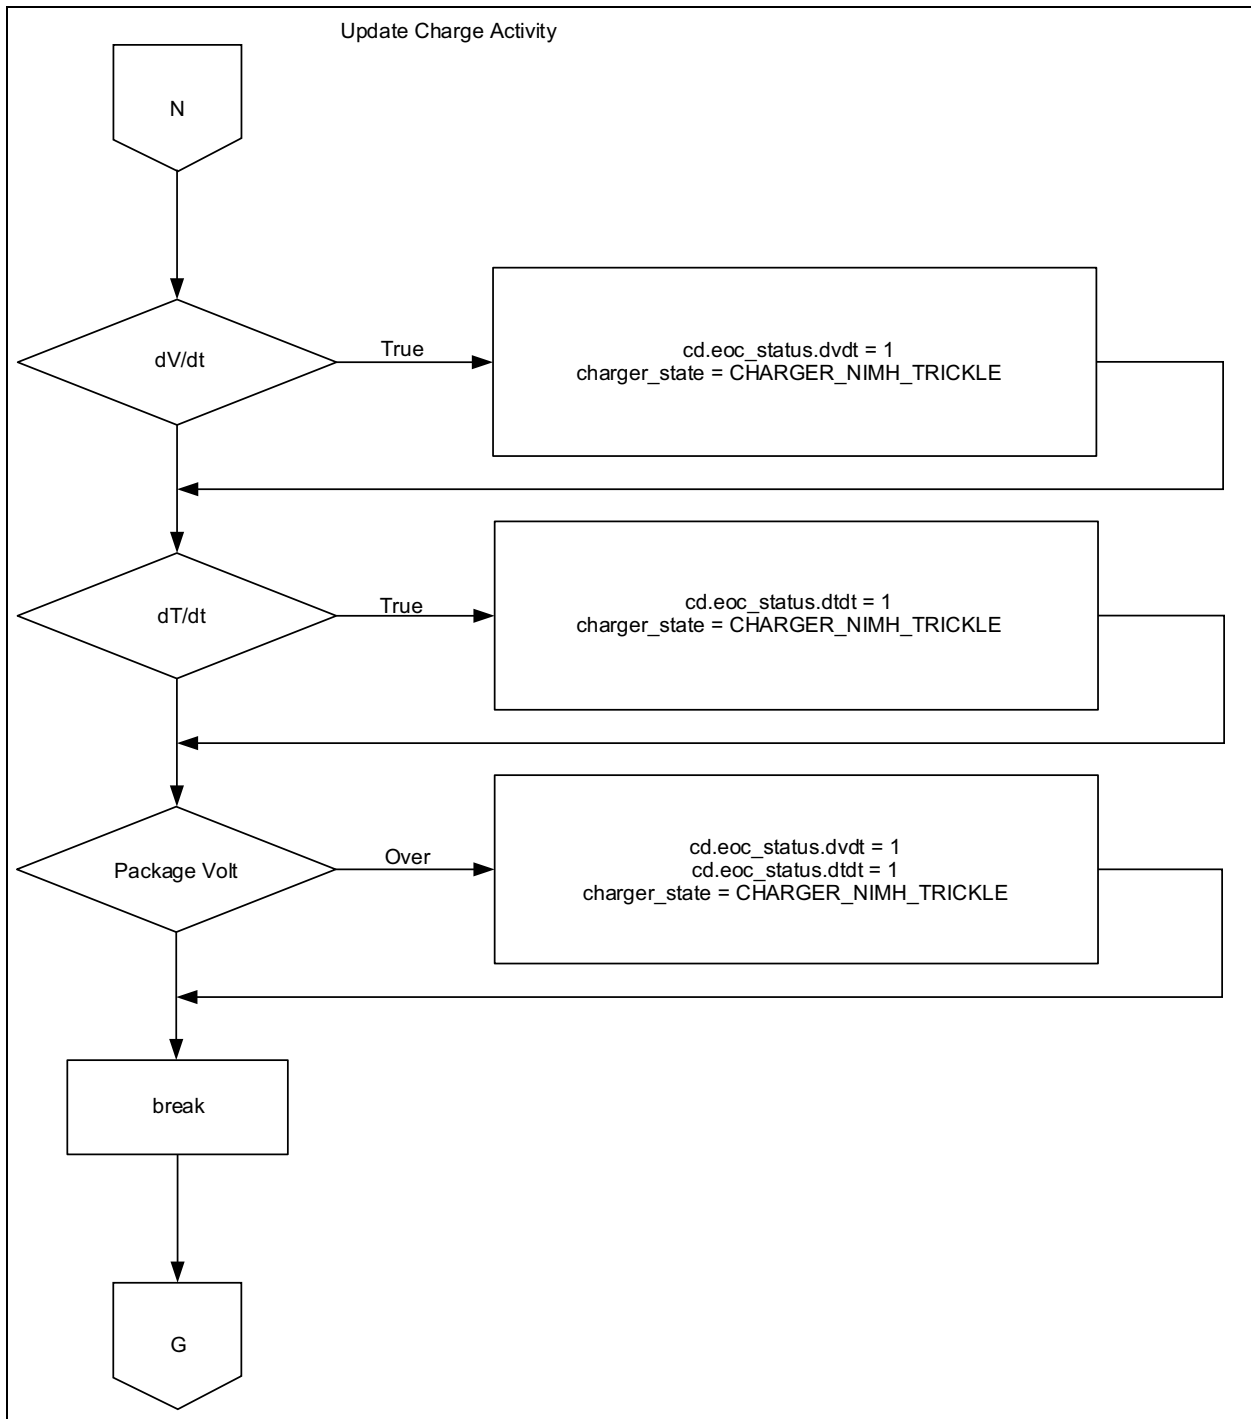 Update Charge Activity
N
dV/dt
True
cd.eoc_status.dvdt = 1
charger_state = CHARGER_NIMH_TRICKLE
dT/dt
True
cd.eoc_status.dtdt = 1
charger_state = CHARGER_NIMH_TRICKLE
Package Volt
Over
cd.eoc_status.dvdt = 1
cd.eoc_status.dtdt = 1
charger_state = CHARGER_NIMH_TRICKLE
break
G